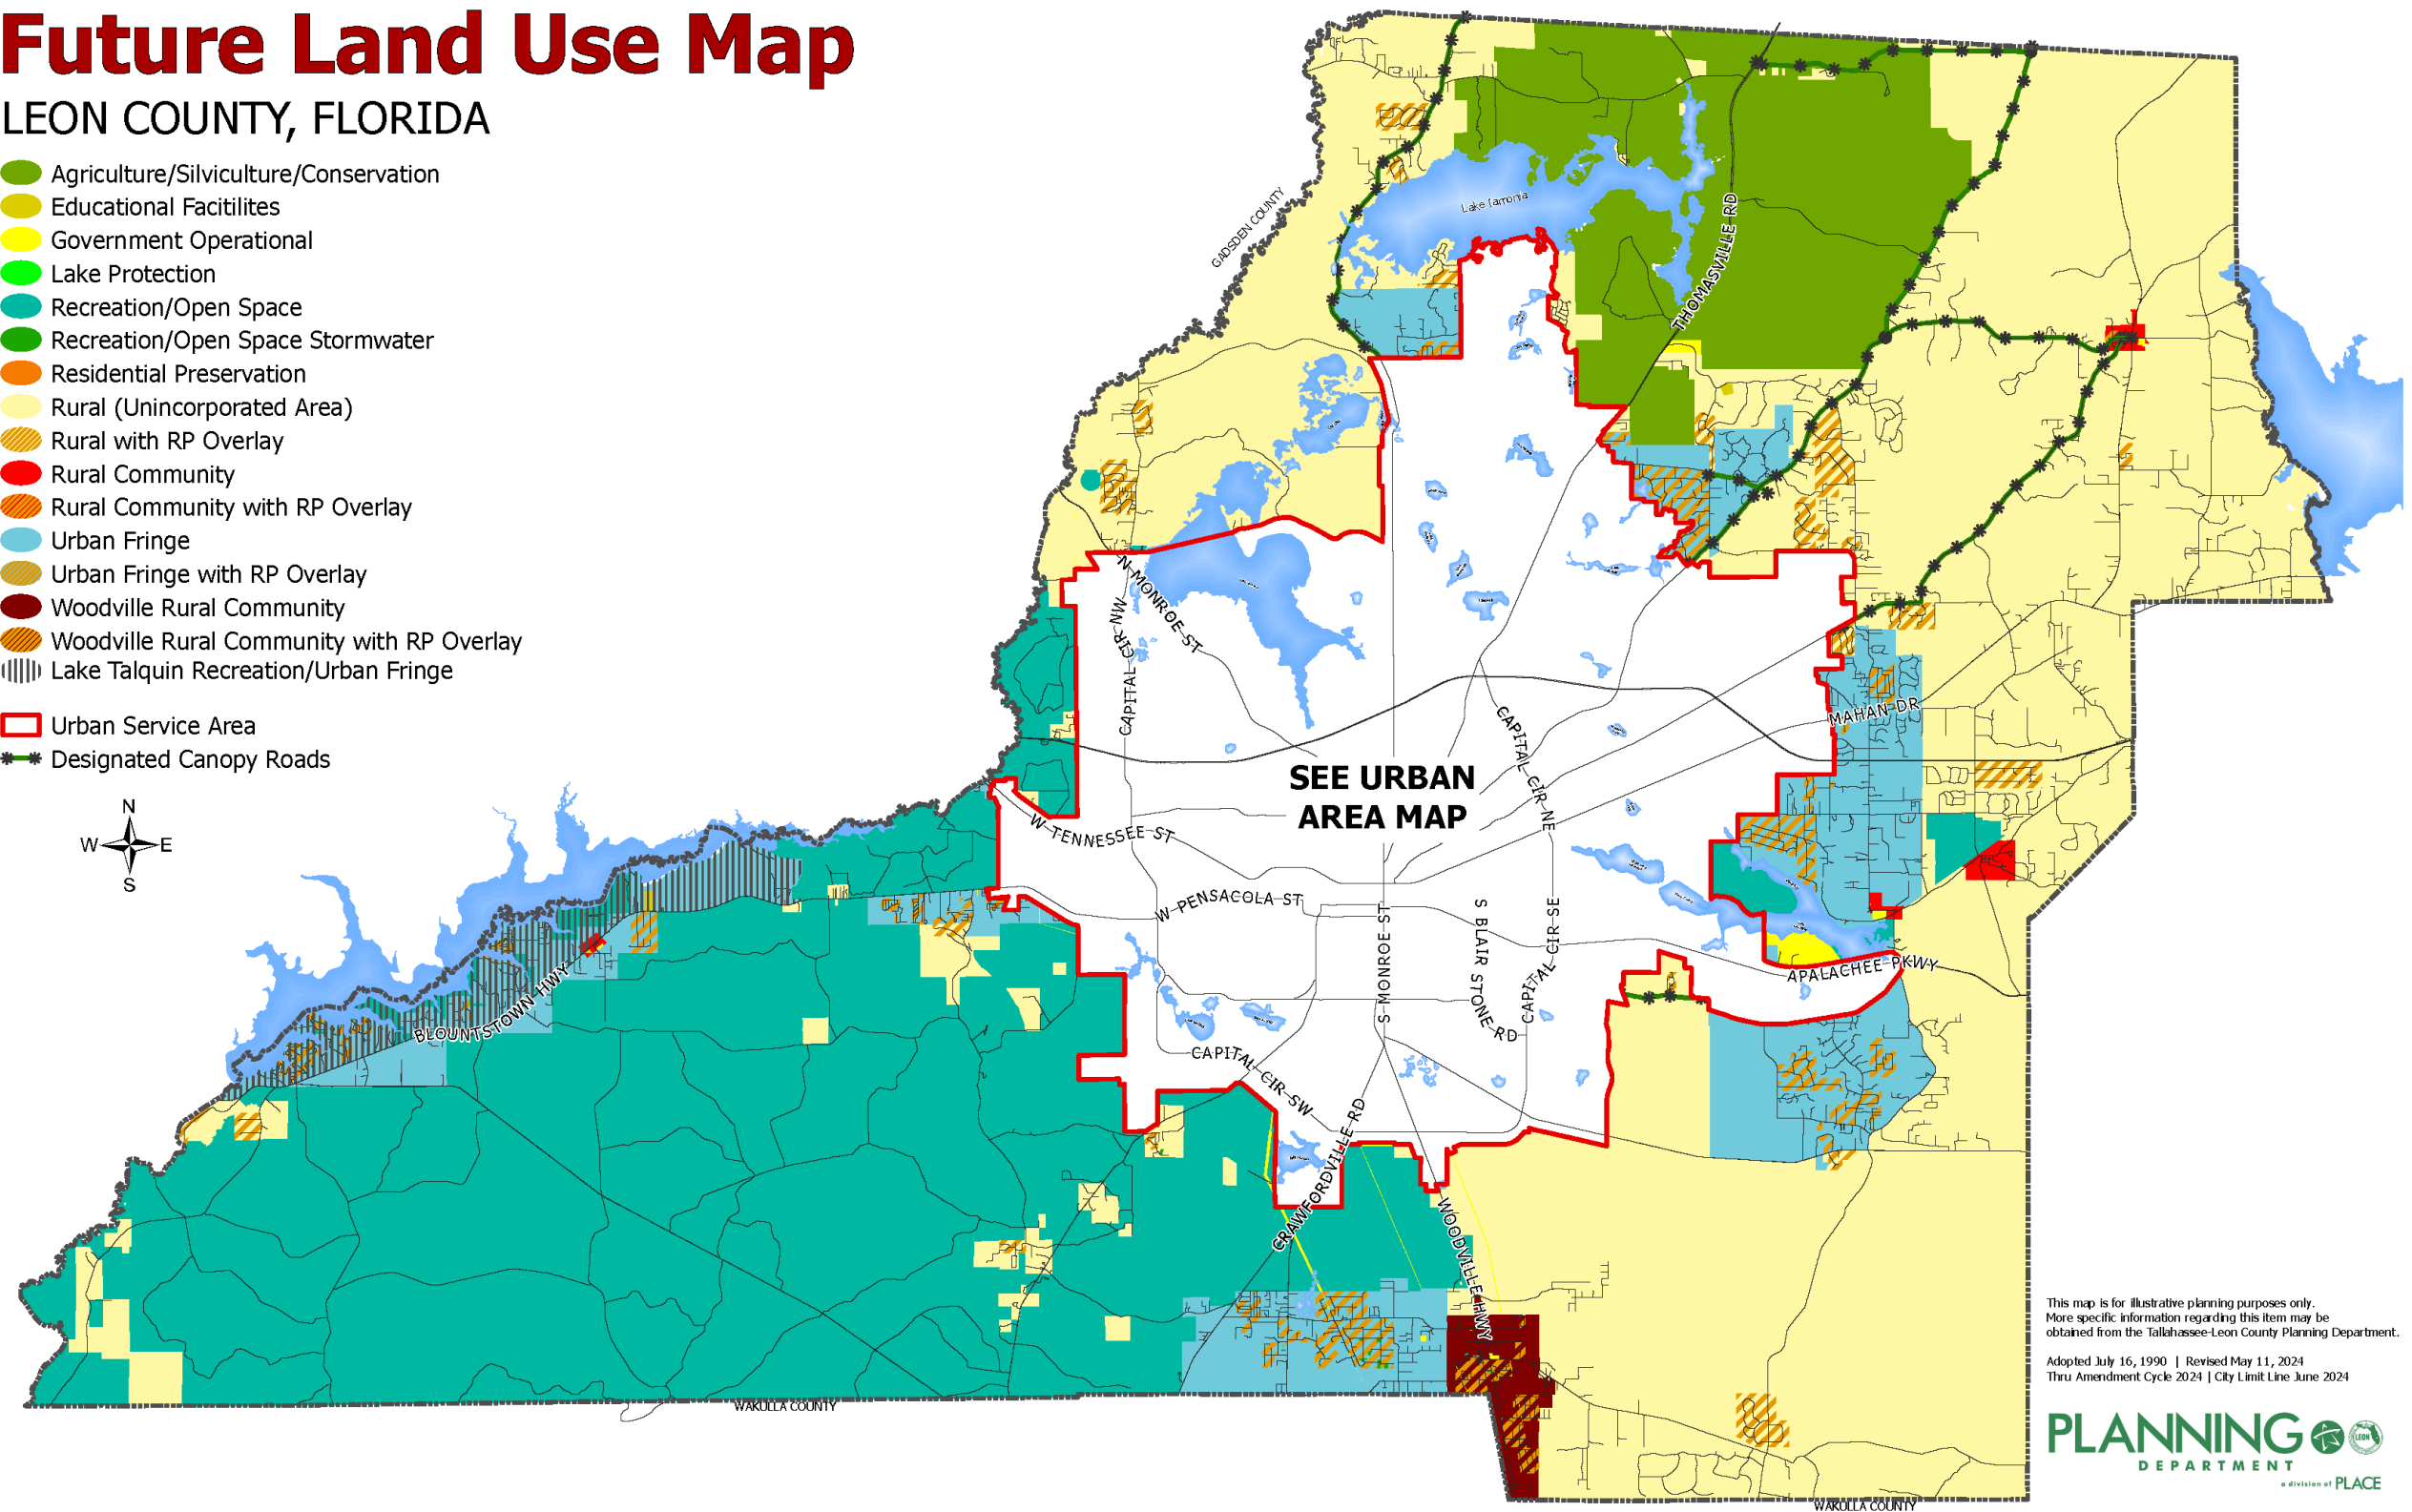 Future Land Use Map
LEON COUNTY, FLORIDA
Agriculture/Silviculture/Conservation
Educational Facitilites
Government Operational
Lake Protection
Recreation/Open Space
Recreation/Open Space Stormwater
Residential Preservation
Rural (Unincorporated Area)
Rural with RP Overlay
Rural Community
Rural Community with RP Overlay
Urban Fringe
Urban Fringe with RP Overlay
Woodville Rural Community
Woodville Rural Community with RP Overlay
Lake Talquin Recreation/Urban Fringe
Urban Service Area
Designated Canopy Roads
N
W E
S
GADSDEN COUNTY
Lake Iamonia
THOMASVILLE RD
N MONROE ST
CAPITAL CIR NW
CAPITAL CIR NE
MAHAN DR
SEE URBAN
AREA MAP
W TENNESSEE ST
W PENSACOLA ST
S MONROE ST
S BLAIR STONE RD
CAPITAL CIR SE
APALACHEE PKWY
BLOUNTSTOWN HWY
CAPITAL CIR SW
CRAWFORDVILLE RD
WOODVILLE HWY
WAKULLA COUNTY
WAKULLA COUNTY
This map is for illustrative planning purposes only.
More specific information regarding this item may be
obtained from the Tallahassee-Leon County Planning Department.
Adopted July 16, 1990 | Revised May 11, 2024
Thru Amendment Cycle 2024 | City Limit Line June 2024
PLANNING
DEPARTMENT
a division of PLACE
LEON